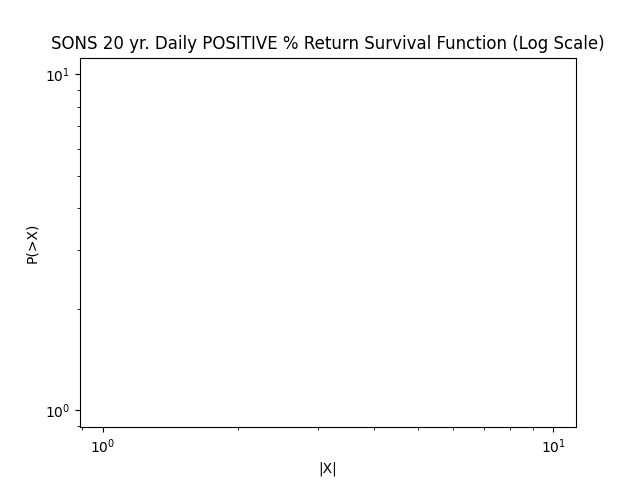 SONS 20 yr. Daily POSITIVE % Return Survival Function (Log Scale)
10¹
P(>X)
10⁰
10⁰ 10¹
|X|